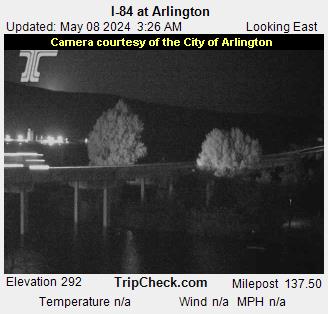 I-84 at Arlington
Updated: May 08 2024 3:26 AM Looking East
Camera courtesy of the City of Arlington
Elevation 292 TripCheck.com Milepost 137.50
Temperature n/a Wind n/a MPH n/a